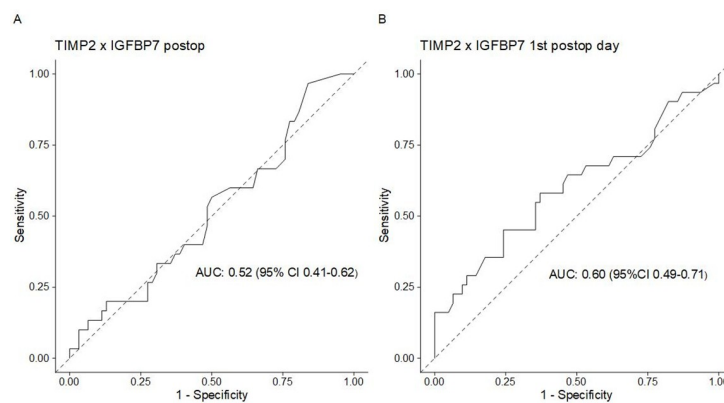 A
TIMP2 x IGFBP7 postop
1.00
0.75
0.50
0.25
0.00
Sensitivity
AUC: 0.52 (95% CI 0.41-0.62)
0.00 0.25 0.50 0.75 1.00
1 - Specificity
B
TIMP2 x IGFBP7 1st postop day
1.00
0.75
0.50
0.25
0.00
Sensitivity
AUC: 0.60 (95%CI 0.49-0.71)
0.00 0.25 0.50 0.75 1.00
1 - Specificity